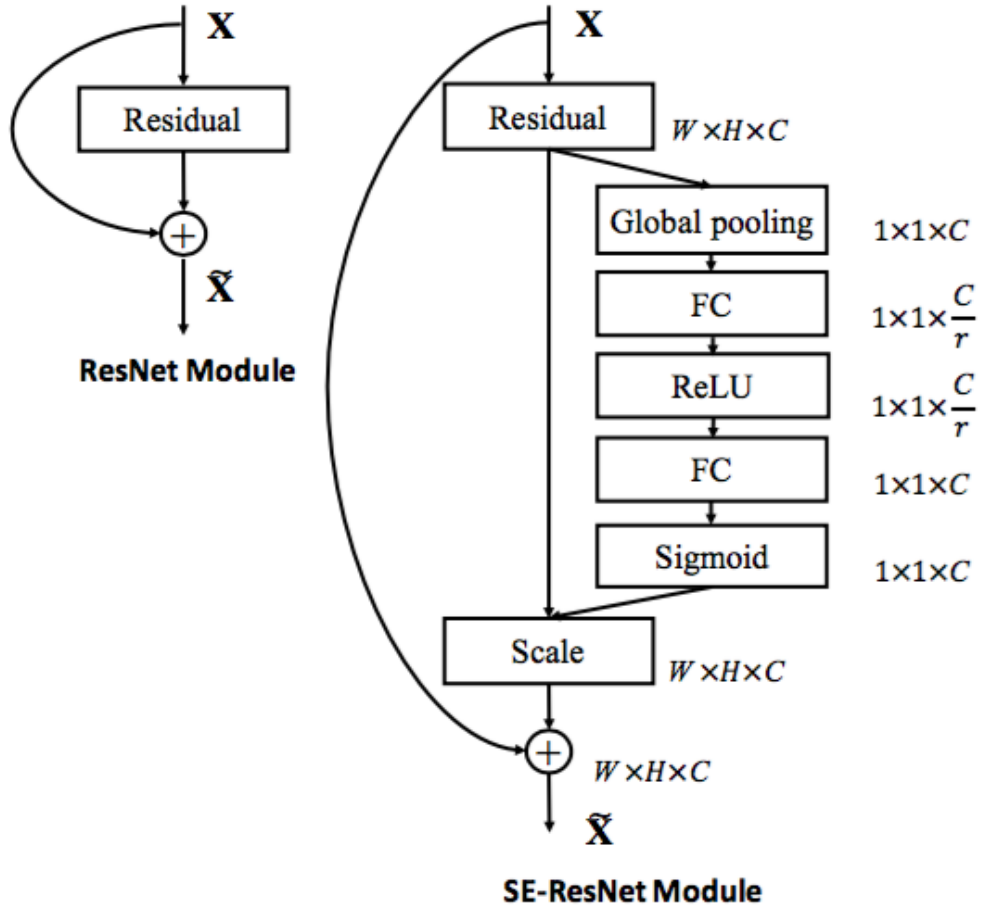 X
Residual
+
X̃
ResNet Module
X
Residual
W×H×C
Global pooling
1×1×C
FC
1×1×C/r
ReLU
1×1×C/r
FC
1×1×C
Sigmoid
1×1×C
Scale
W×H×C
+
W×H×C
X̃
SE-ResNet Module